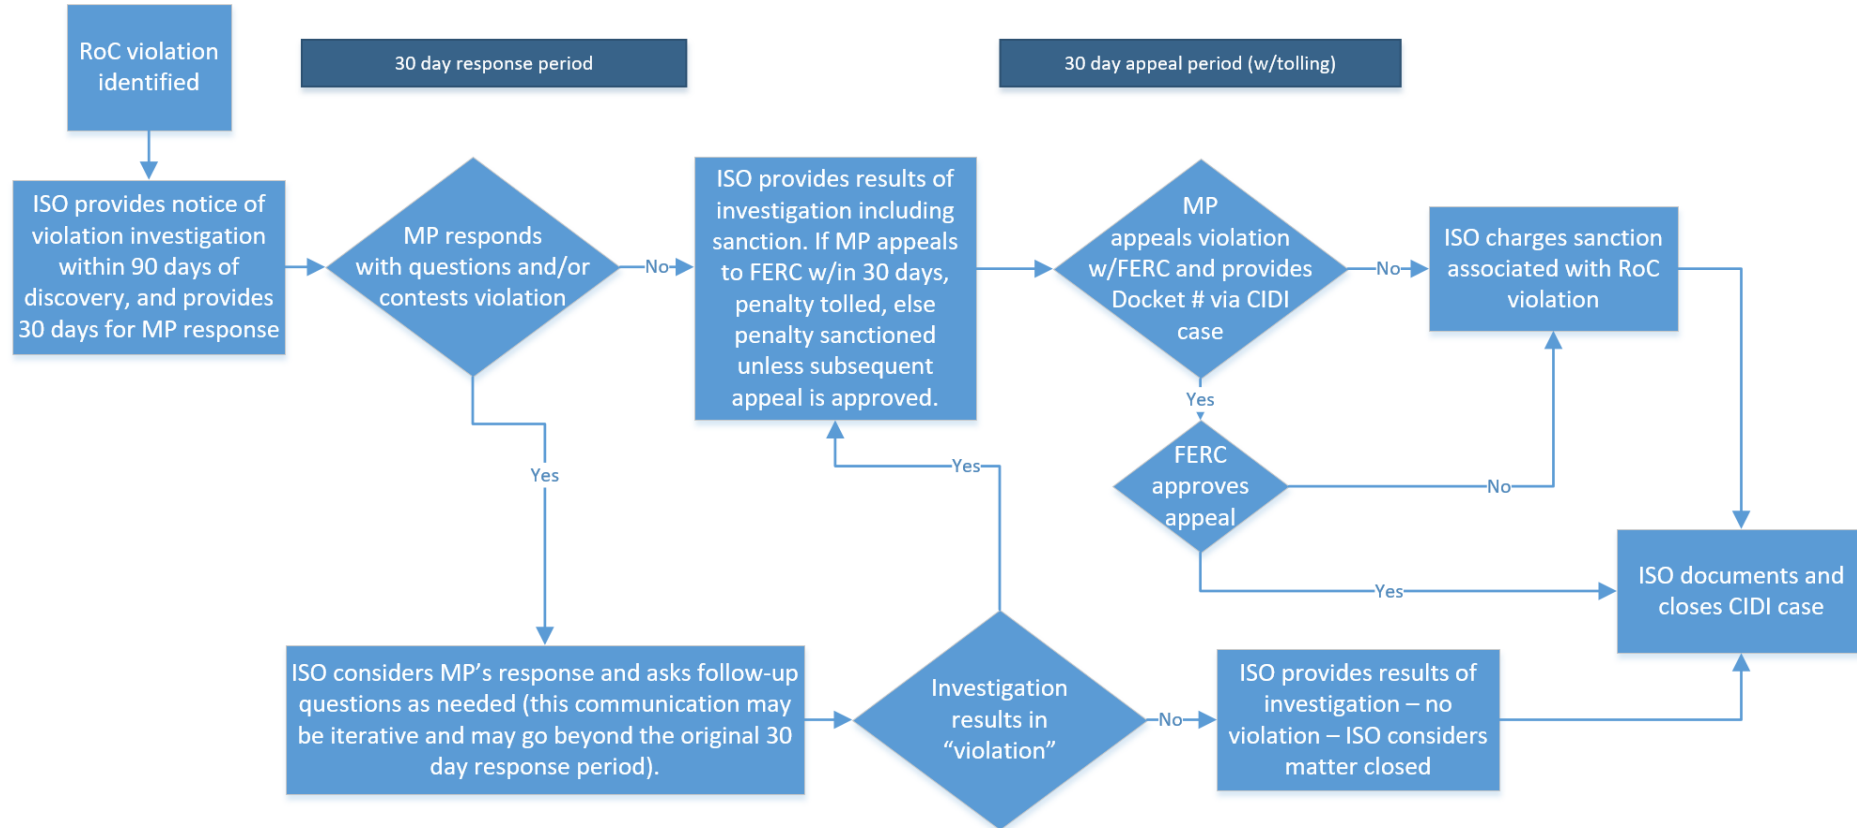 RoC violation
identified
30 day response period
30 day appeal period (w/tolling)
ISO provides notice of
violation investigation
within 90 days of
discovery, and provides
30 days for MP response
MP responds
with questions and/or
contests violation
No
Yes
ISO provides results of
investigation including
sanction. If MP appeals
to FERC w/in 30 days,
penalty tolled, else
penalty sanctioned
unless subsequent
appeal is approved.
MP
appeals violation
w/FERC and provides
Docket # via CIDI
case
No
Yes
ISO charges sanction
associated with RoC
violation
FERC
approves
appeal
No
Yes
ISO documents and
closes CIDI case
ISO considers MP’s response and asks follow-up
questions as needed (this communication may
be iterative and may go beyond the original 30
day response period).
Investigation
results in
“violation”
Yes
No
ISO provides results of
investigation – no
violation – ISO considers
matter closed